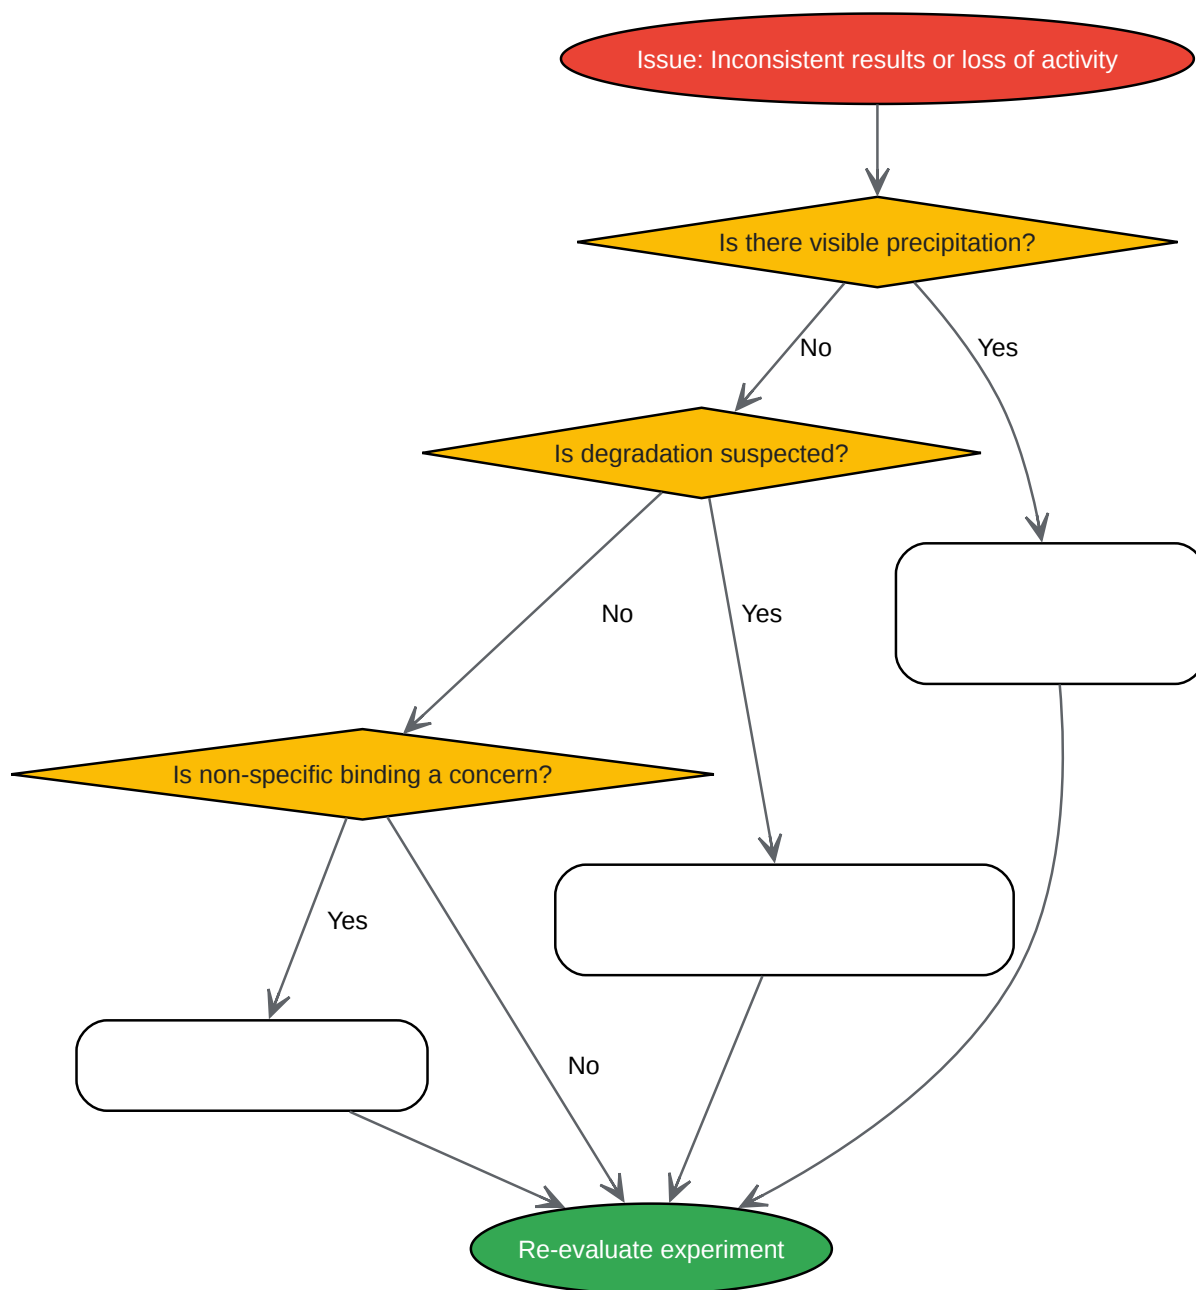 Issue: Inconsistent results or loss of activity
Is there visible precipitation?
No
Yes
Is degradation suspected?
No
Yes
Is non-specific binding a concern?
Yes
No
Re-evaluate experiment